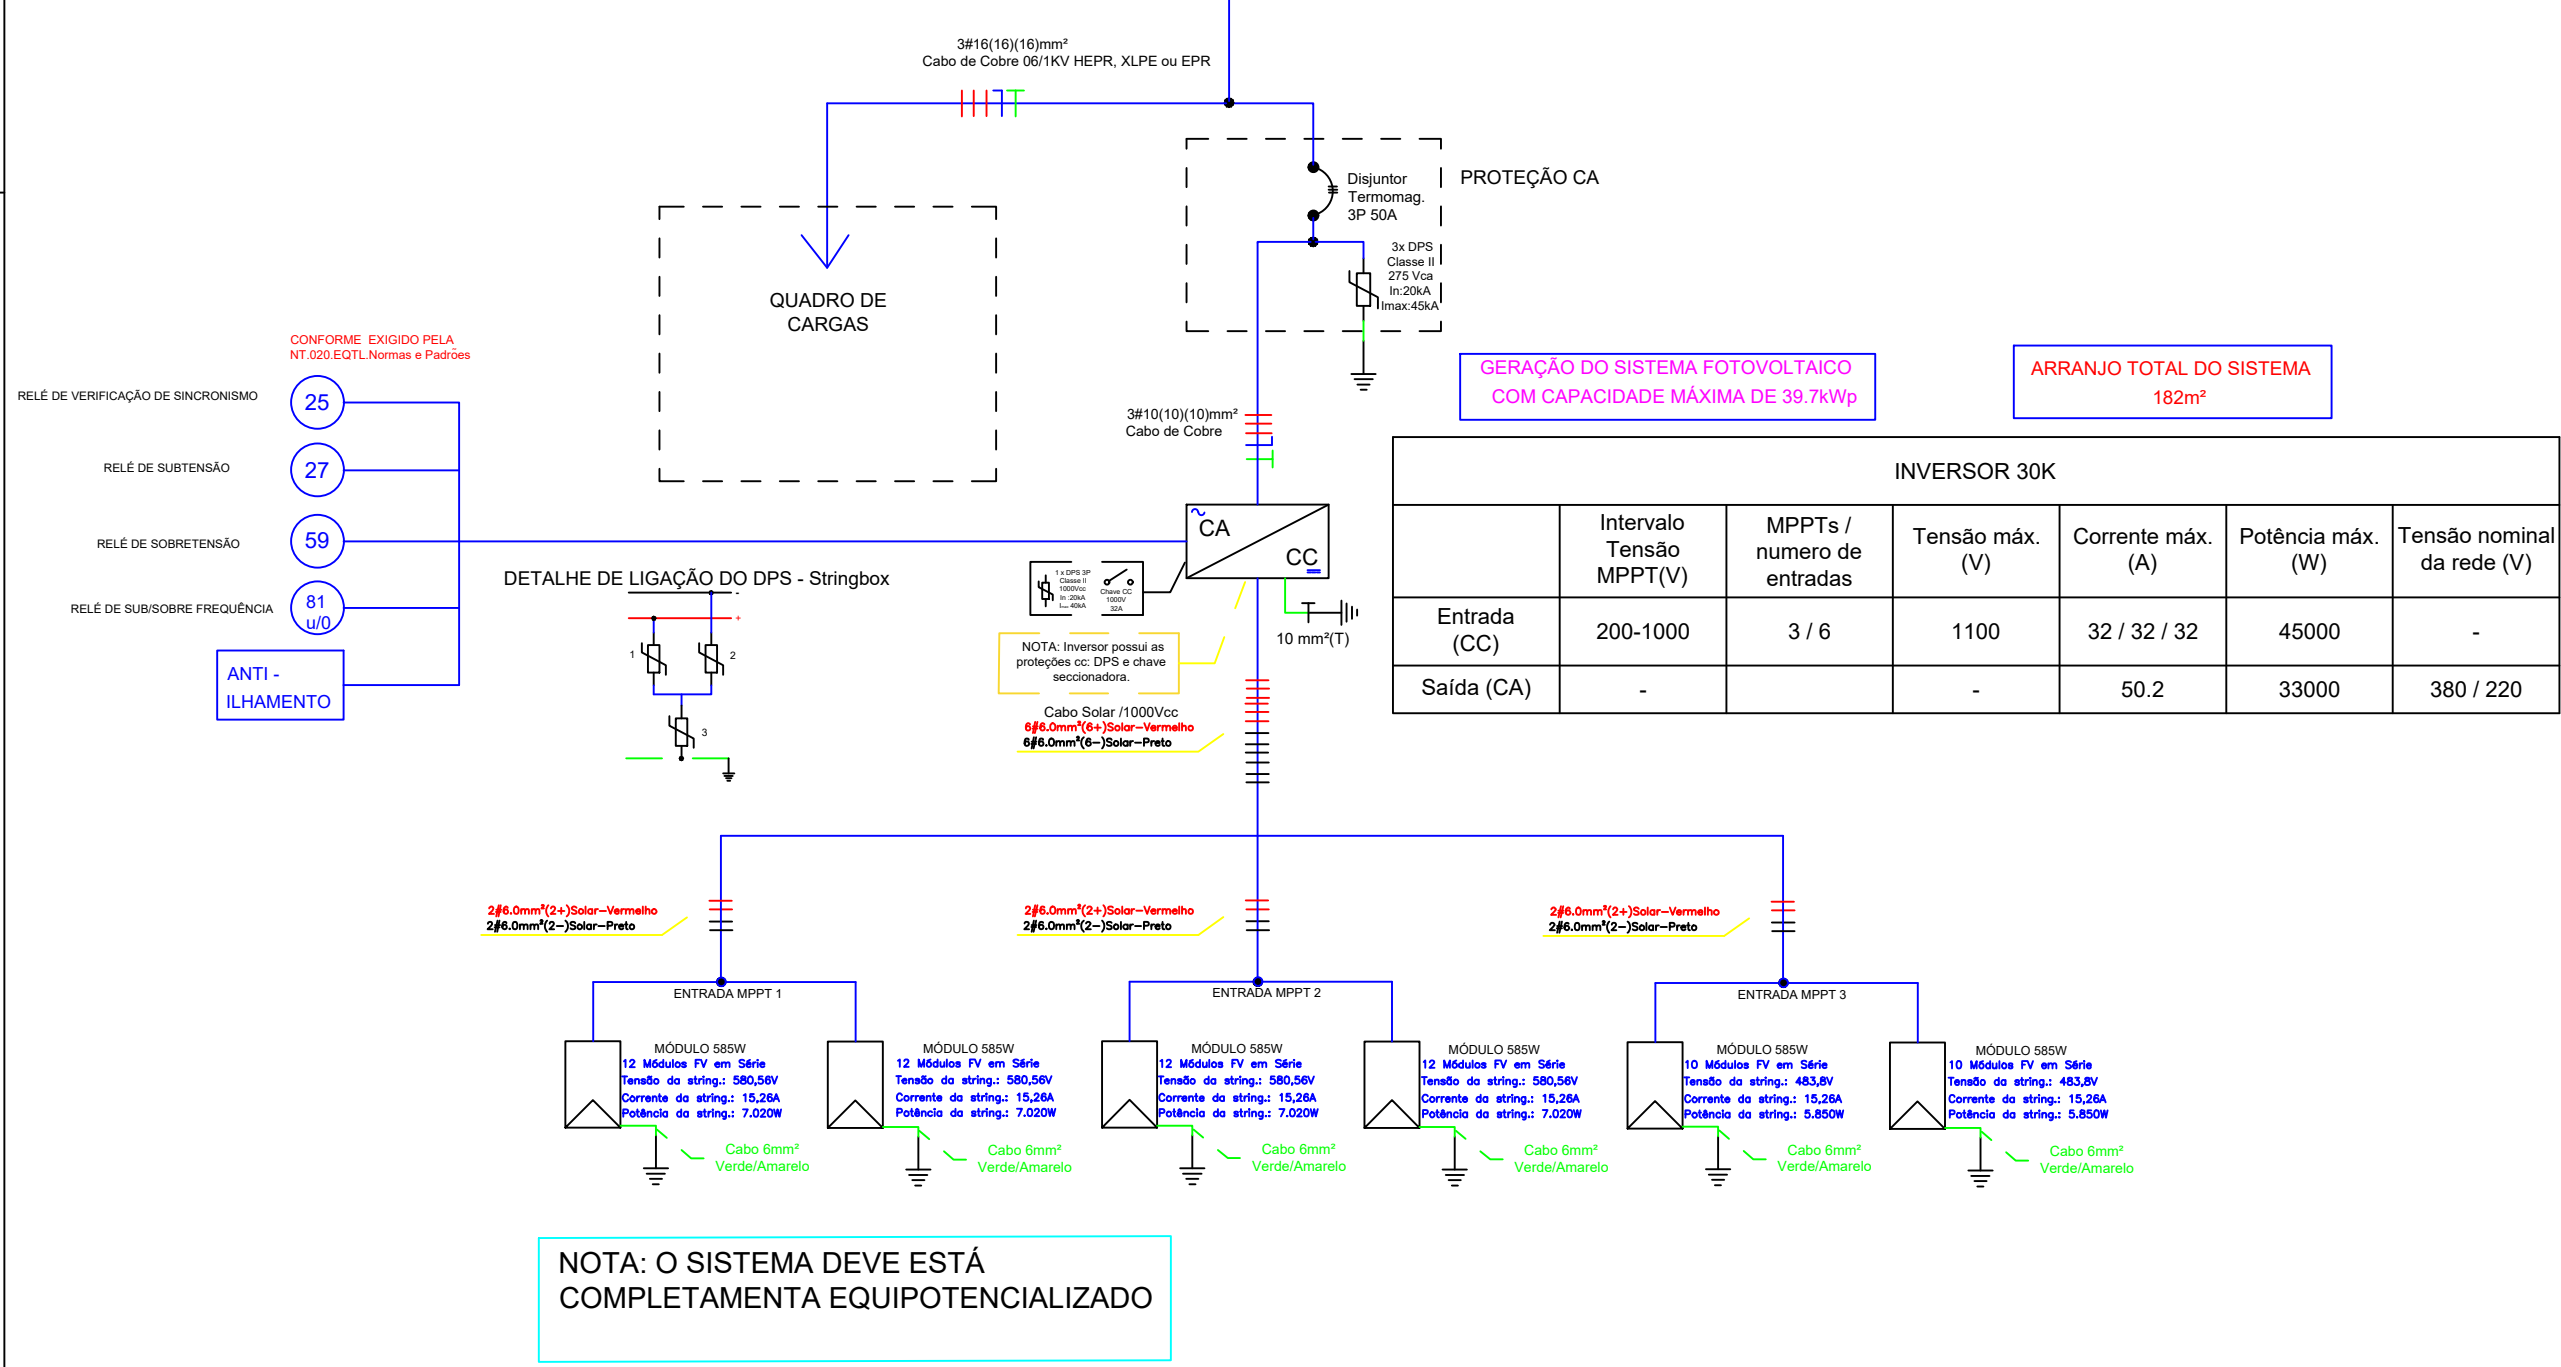 3#16(16)(16)mm²
Cabo de Cobre 06/1KV HEPR, XLPE ou EPR
Disjuntor
Termomag.
3P 50A
PROTEÇÃO CA
3x DPS
Classe II
275 Vca
In:20kA
Imax:45kA
QUADRO DE
CARGAS
CONFORME EXIGIDO PELA
NT.020.EQTL.Normas e Padrões
RELÉ DE VERIFICAÇÃO DE SINCRONISMO
25
RELÉ DE SUBTENSÃO
27
RELÉ DE SOBRETENSÃO
59
RELÉ DE SUB/SOBRE FREQUÊNCIA
81
u/0
ANTI -
ILHAMENTO
GERAÇÃO DO SISTEMA FOTOVOLTAICO
COM CAPACIDADE MÁXIMA DE 39.7kWp
ARRANJO TOTAL DO SISTEMA
182m²
3#10(10)(10)mm²
Cabo de Cobre
CA
CC
INVERSOR 30K
Intervalo
Tensão
MPPT(V)
MPPTs /
numero de
entradas
Tensão máx.
(V)
Corrente máx.
(A)
Potência máx.
(W)
Tensão nominal
da rede (V)
Entrada
(CC)
200-1000
3 / 6
1100
32 / 32 / 32
45000
-
Saída (CA)
-
-
50.2
33000
380 / 220
DETALHE DE LIGAÇÃO DO DPS - Stringbox
-
+
1
2
3
1 x DPS 3P
Classe II
1000Vcc
In :20kA
40kA
Chave CC
1000V
32A
10 mm²(T)
NOTA: Inversor possui as
proteções cc: DPS e chave
seccionadora.
Cabo Solar /1000Vcc
6#6.0mm²(6+)Solar-Vermelho
6#6.0mm²(6-)Solar-Preto
2#6.0mm²(2+)Solar-Vermelho
2#6.0mm²(2-)Solar-Preto
2#6.0mm²(2+)Solar-Vermelho
2#6.0mm²(2-)Solar-Preto
2#6.0mm²(2+)Solar-Vermelho
2#6.0mm²(2-)Solar-Preto
ENTRADA MPPT 1
ENTRADA MPPT 2
ENTRADA MPPT 3
MÓDULO 585W
12 Módulos FV em Série
Tensão da string.: 580,56V
Corrente da string.: 15,26A
Potência da string.: 7.020W
Cabo 6mm²
Verde/Amarelo
MÓDULO 585W
12 Módulos FV em Série
Tensão da string.: 580,56V
Corrente da string.: 15,26A
Potência da string.: 7.020W
Cabo 6mm²
Verde/Amarelo
MÓDULO 585W
12 Módulos FV em Série
Tensão da string.: 580,56V
Corrente da string.: 15,26A
Potência da string.: 7.020W
Cabo 6mm²
Verde/Amarelo
MÓDULO 585W
12 Módulos FV em Série
Tensão da string.: 580,56V
Corrente da string.: 15,26A
Potência da string.: 7.020W
Cabo 6mm²
Verde/Amarelo
MÓDULO 585W
10 Módulos FV em Série
Tensão da string.: 483,8V
Corrente da string.: 15,26A
Potência da string.: 5.850W
Cabo 6mm²
Verde/Amarelo
MÓDULO 585W
10 Módulos FV em Série
Tensão da string.: 483,8V
Corrente da string.: 15,26A
Potência da string.: 5.850W
Cabo 6mm²
Verde/Amarelo
NOTA: O SISTEMA DEVE ESTÁ
COMPLETAMENTA EQUIPOTENCIALIZADO